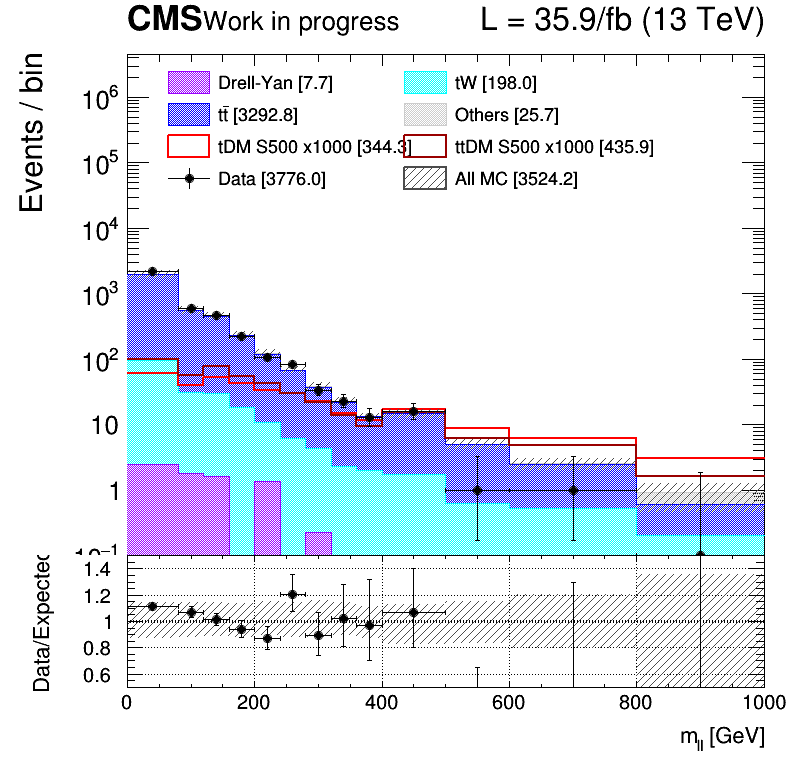 CMS Work in progress L = 35.9/fb (13 TeV)
Events / bin
Drell-Yan [7.7] tW [198.0]
tt̄ [3292.8] Others [25.7]
tDM S500 x1000 [344.3] ttDM S500 x1000 [435.9]
Data [3776.0] All MC [3524.2]
10⁶
10⁵
10⁴
10³
10²
10
1
10⁻¹
Data/Expected
1.4
1.2
1
0.8
0.6
0 200 400 600 800 1000
m_ll [GeV]